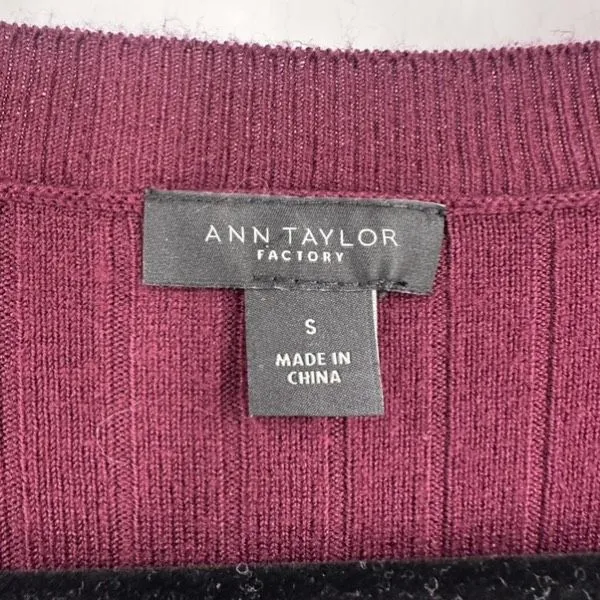 ANN TAYLOR
FACTORY
S
MADE IN
CHINA